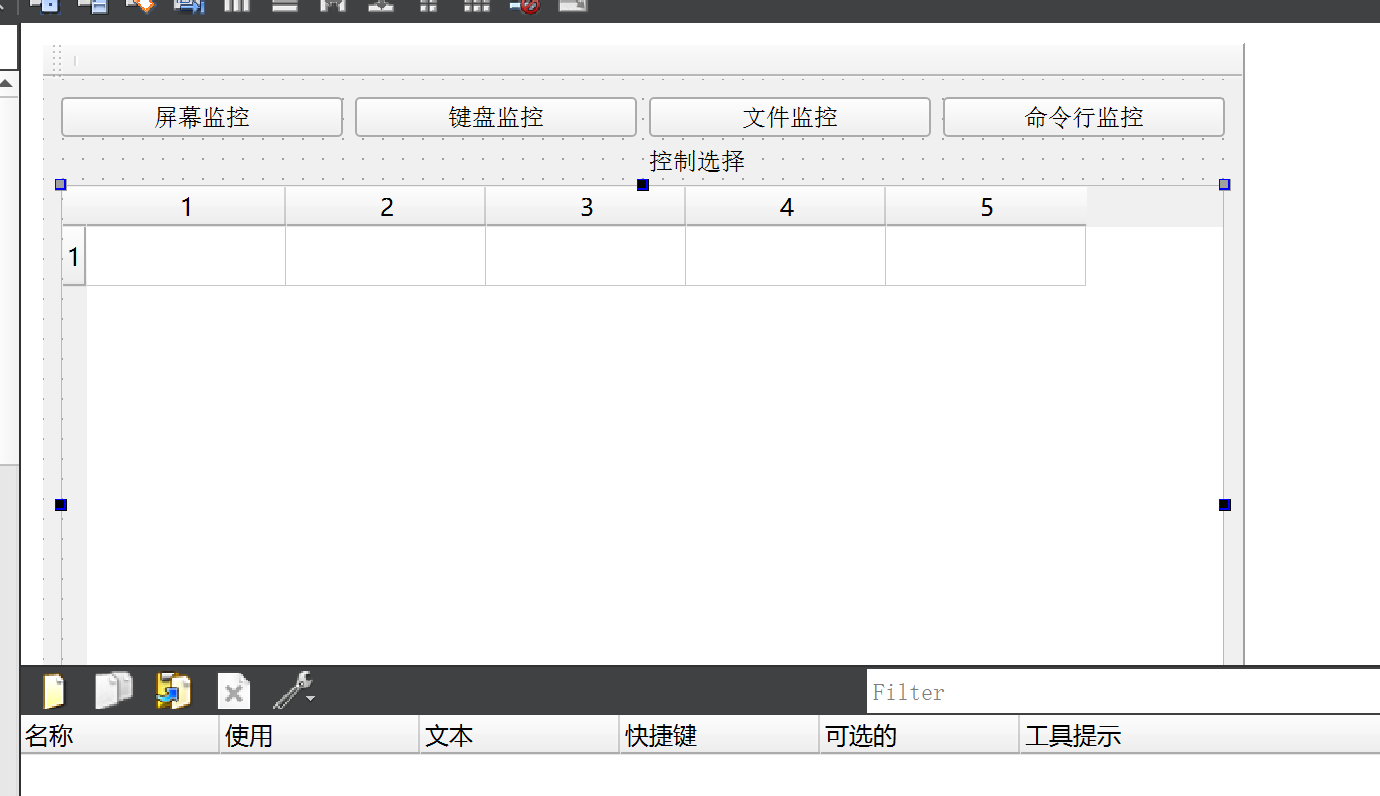 屏幕监控 键盘监控 文件监控 命令行监控
控制选择
1 2 3 4 5
1
Filter
名称 使用 文本 快捷键 可选的 工具提示